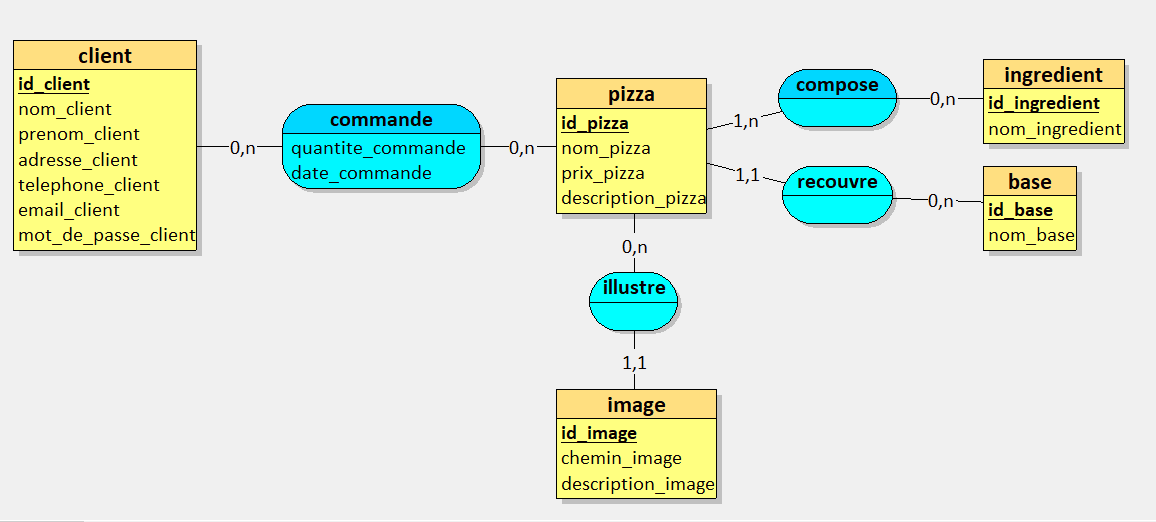 client
id_client
nom_client
prenom_client
adresse_client
telephone_client
email_client
mot_de_passe_client
0,n
commande
quantite_commande
date_commande
0,n
pizza
id_pizza
nom_pizza
prix_pizza
description_pizza
1,n
compose
0,n
ingredient
id_ingredient
nom_ingredient
1,1
recouvre
0,n
base
id_base
nom_base
0,n
illustre
1,1
image
id_image
chemin_image
description_image